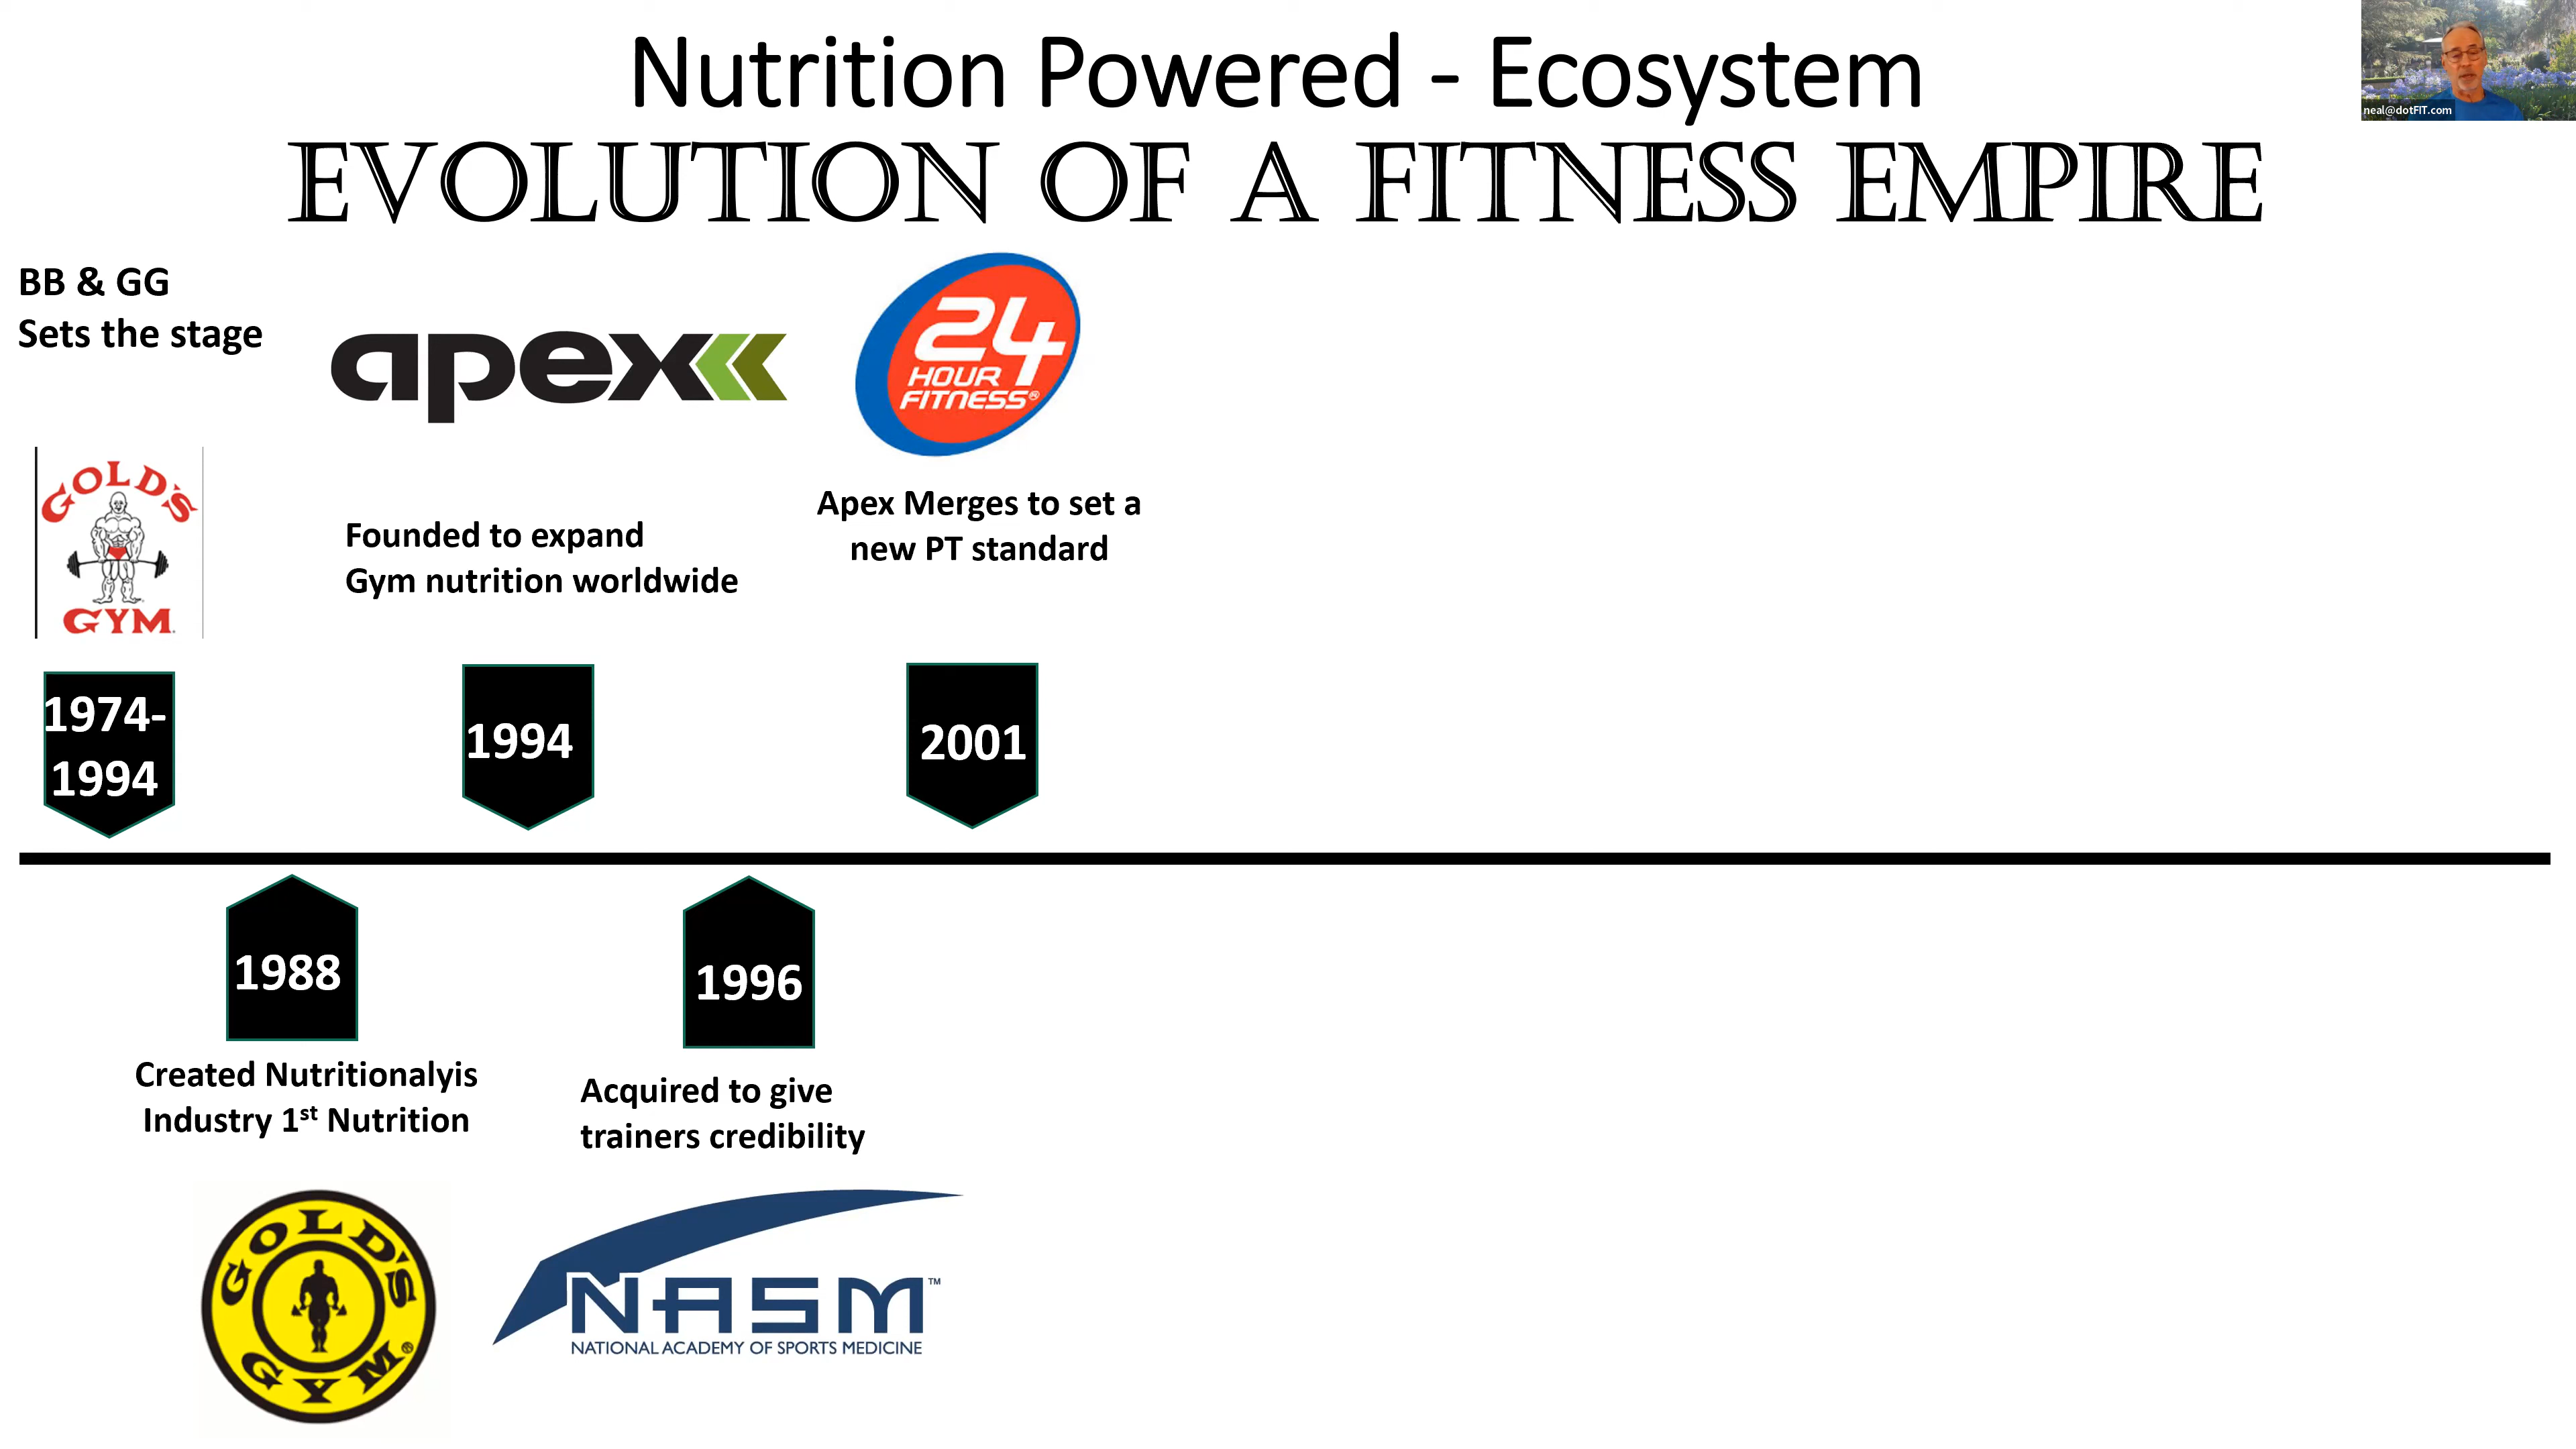 Nutrition Powered - Ecosystem
EVOLUTION OF A FITNESS EMPIRE
neal@dotFIT.com
BB & GG
Sets the stage
GOLD'S
GYM.
1974-
1994
apex
Founded to expand
Gym nutrition worldwide
1994
24
HOUR
FITNESS®
Apex Merges to set a
new PT standard
2001
1988
Created Nutritionalyis
Industry 1st Nutrition
GOLD'S
GYM®
1996
Acquired to give
trainers credibility
NASM™
NATIONAL ACADEMY OF SPORTS MEDICINE